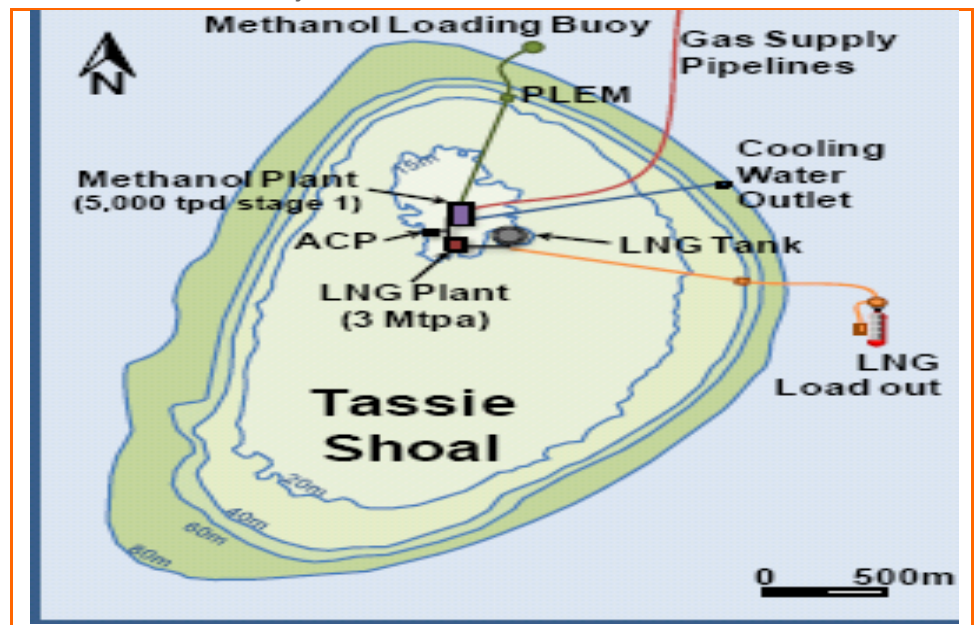 Methanol Loading Buoy
Gas Supply
Pipelines
N
PLEM
Cooling
Water
Outlet
15m
Methanol Plant
(5,000 tpd stage 1)
ACP
LNG Tank
LNG Plant
(3 Mtpa)
LNG
Load out
Tassie
Shoal
20m
40m
60m
80m
0 500m